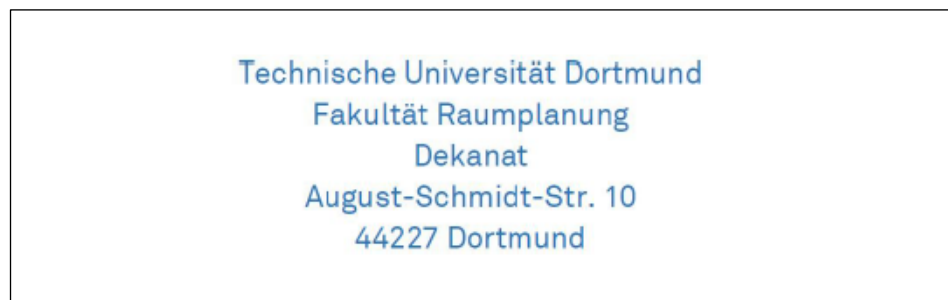 Technische Universität Dortmund
Fakultät Raumplanung
Dekanat
August-Schmidt-Str. 10
44227 Dortmund